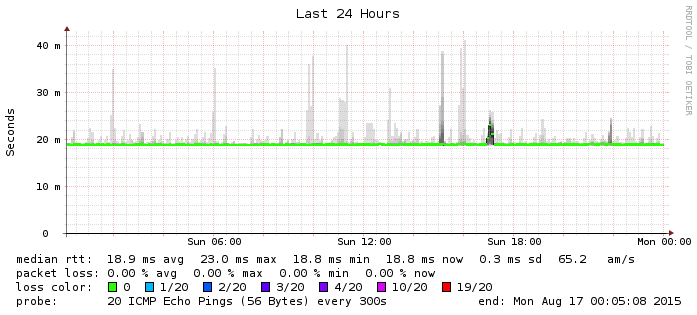 Last 24 Hours
RRDTOOL / TOBI OETIKER
Seconds
40 m
30 m
20 m
10 m
0
Sun 06:00 Sun 12:00 Sun 18:00 Mon 00:00
median rtt: 18.9 ms avg 23.0 ms max 18.8 ms min 18.8 ms now 0.3 ms sd 65.2 am/s
packet loss: 0.00 % avg 0.00 % max 0.00 % min 0.00 % now
loss color: 0 1/20 2/20 3/20 4/20 10/20 19/20
probe: 20 ICMP Echo Pings (56 Bytes) every 300s end: Mon Aug 17 00:05:08 2015